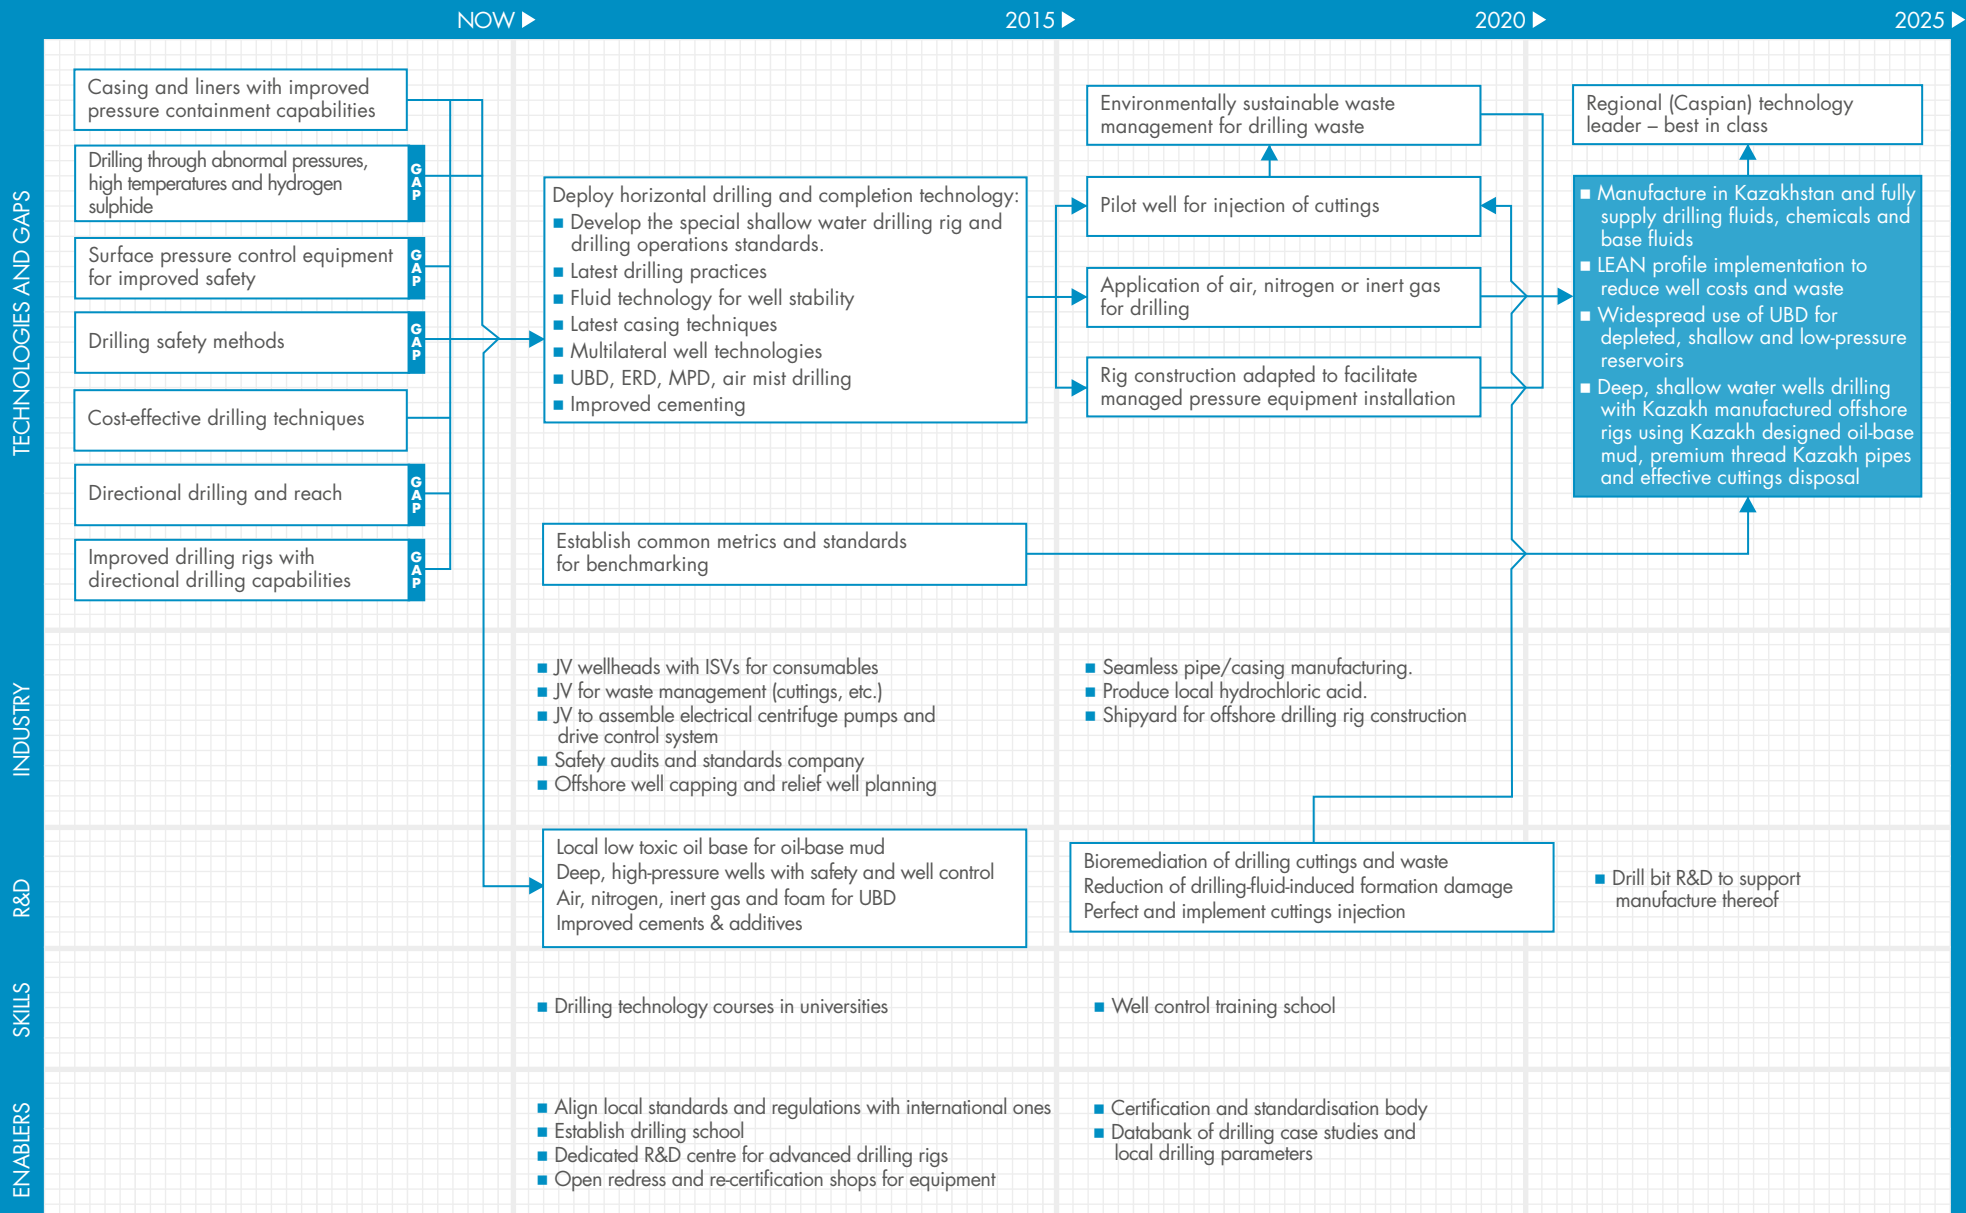 NOW
2015
2020
2025
TECHNOLOGIES AND GAPS
Casing and liners with improved
pressure containment capabilities
Drilling through abnormal pressures,
high temperatures and hydrogen
sulphide
GAP
Surface pressure control equipment
for improved safety
GAP
Drilling safety methods
GAP
Cost-effective drilling techniques
Directional drilling and reach
GAP
Improved drilling rigs with
directional drilling capabilities
GAP
Deploy horizontal drilling and completion technology:
Develop the special shallow water drilling rig and
drilling operations standards.
Latest drilling practices
Fluid technology for well stability
Latest casing techniques
Multilateral well technologies
UBD, ERD, MPD, air mist drilling
Improved cementing
Establish common metrics and standards
for benchmarking
Environmentally sustainable waste
management for drilling waste
Pilot well for injection of cuttings
Application of air, nitrogen or inert gas
for drilling
Rig construction adapted to facilitate
managed pressure equipment installation
Regional (Caspian) technology
leader – best in class
Manufacture in Kazakhstan and fully
supply drilling fluids, chemicals and
base fluids
LEAN profile implementation to
reduce well costs and waste
Widespread use of UBD for
depleted, shallow and low-pressure
reservoirs
Deep, shallow water wells drilling
with Kazakh manufactured offshore
rigs using Kazakh designed oil-base
mud, premium thread Kazakh pipes
and effective cuttings disposal
INDUSTRY
JV wellheads with ISVs for consumables
JV for waste management (cuttings, etc.)
JV to assemble electrical centrifuge pumps and
drive control system
Safety audits and standards company
Offshore well capping and relief well planning
Seamless pipe/casing manufacturing.
Produce local hydrochloric acid.
Shipyard for offshore drilling rig construction
R&D
Local low toxic oil base for oil-base mud
Deep, high-pressure wells with safety and well control
Air, nitrogen, inert gas and foam for UBD
Improved cements & additives
Bioremediation of drilling cuttings and waste
Reduction of drilling-fluid-induced formation damage
Perfect and implement cuttings injection
Drill bit R&D to support
manufacture thereof
SKILLS
Drilling technology courses in universities
Well control training school
ENABLERS
Align local standards and regulations with international ones
Establish drilling school
Dedicated R&D centre for advanced drilling rigs
Open redress and re-certification shops for equipment
Certification and standardisation body
Databank of drilling case studies and
local drilling parameters